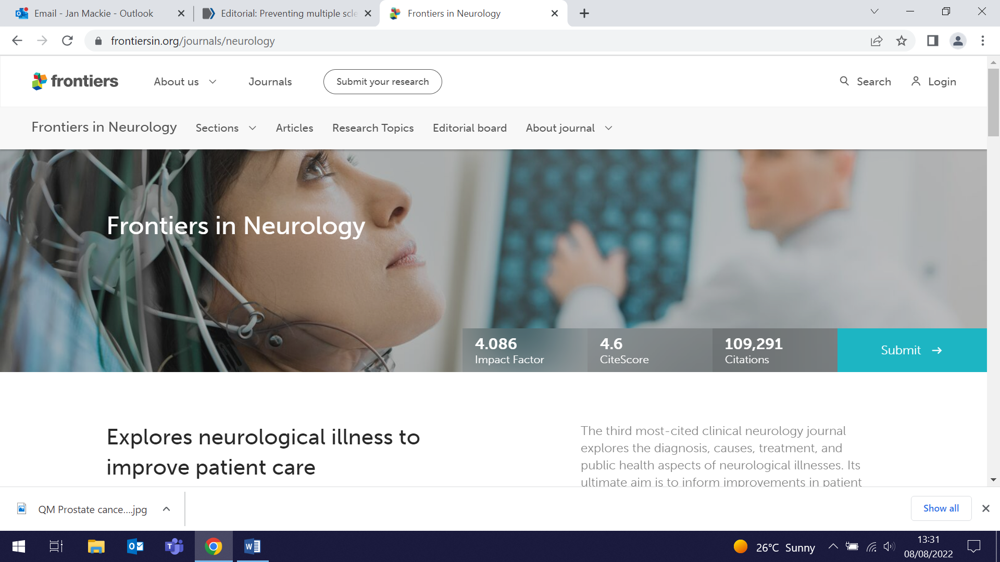 Email - Jan Mackie - Outlook
Editorial: Preventing multiple scle
Frontiers in Neurology
frontiersin.org/journals/neurology
frontiers
About us
Journals
Submit your research
Search
Login
Frontiers in Neurology
Sections
Articles
Research Topics
Editorial board
About journal
Frontiers in Neurology
4.086
Impact Factor
4.6
CiteScore
109,291
Citations
Submit →
Explores neurological illness to
improve patient care
The third most-cited clinical neurology journal
explores the diagnosis, causes, treatment, and
public health aspects of neurological illnesses. Its
ultimate aim is to inform improvements in patient
QM Prostate cance....jpg
Show all
26°C Sunny
13:31
08/08/2022